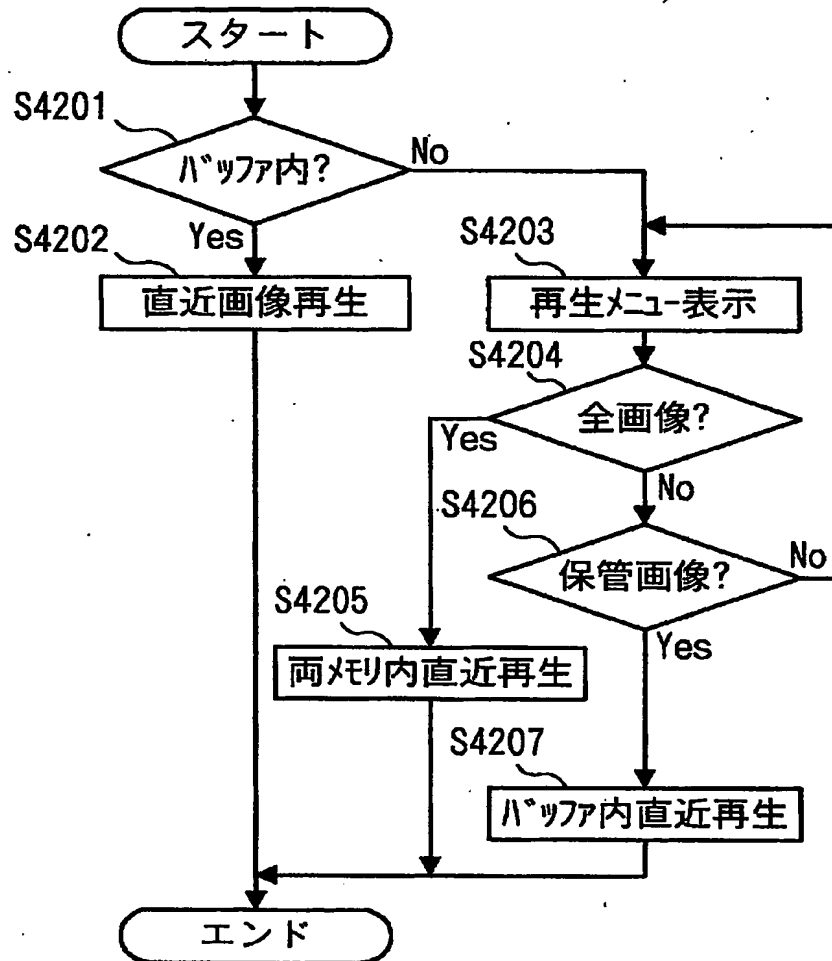 スタート
S4201
バッファ内?
No
Yes
S4202
直近画像再生
S4203
再生メニュー表示
S4204
全画像?
Yes
No
S4206
保管画像?
No
Yes
S4205
両メモリ内直近再生
S4207
バッファ内直近再生
エンド